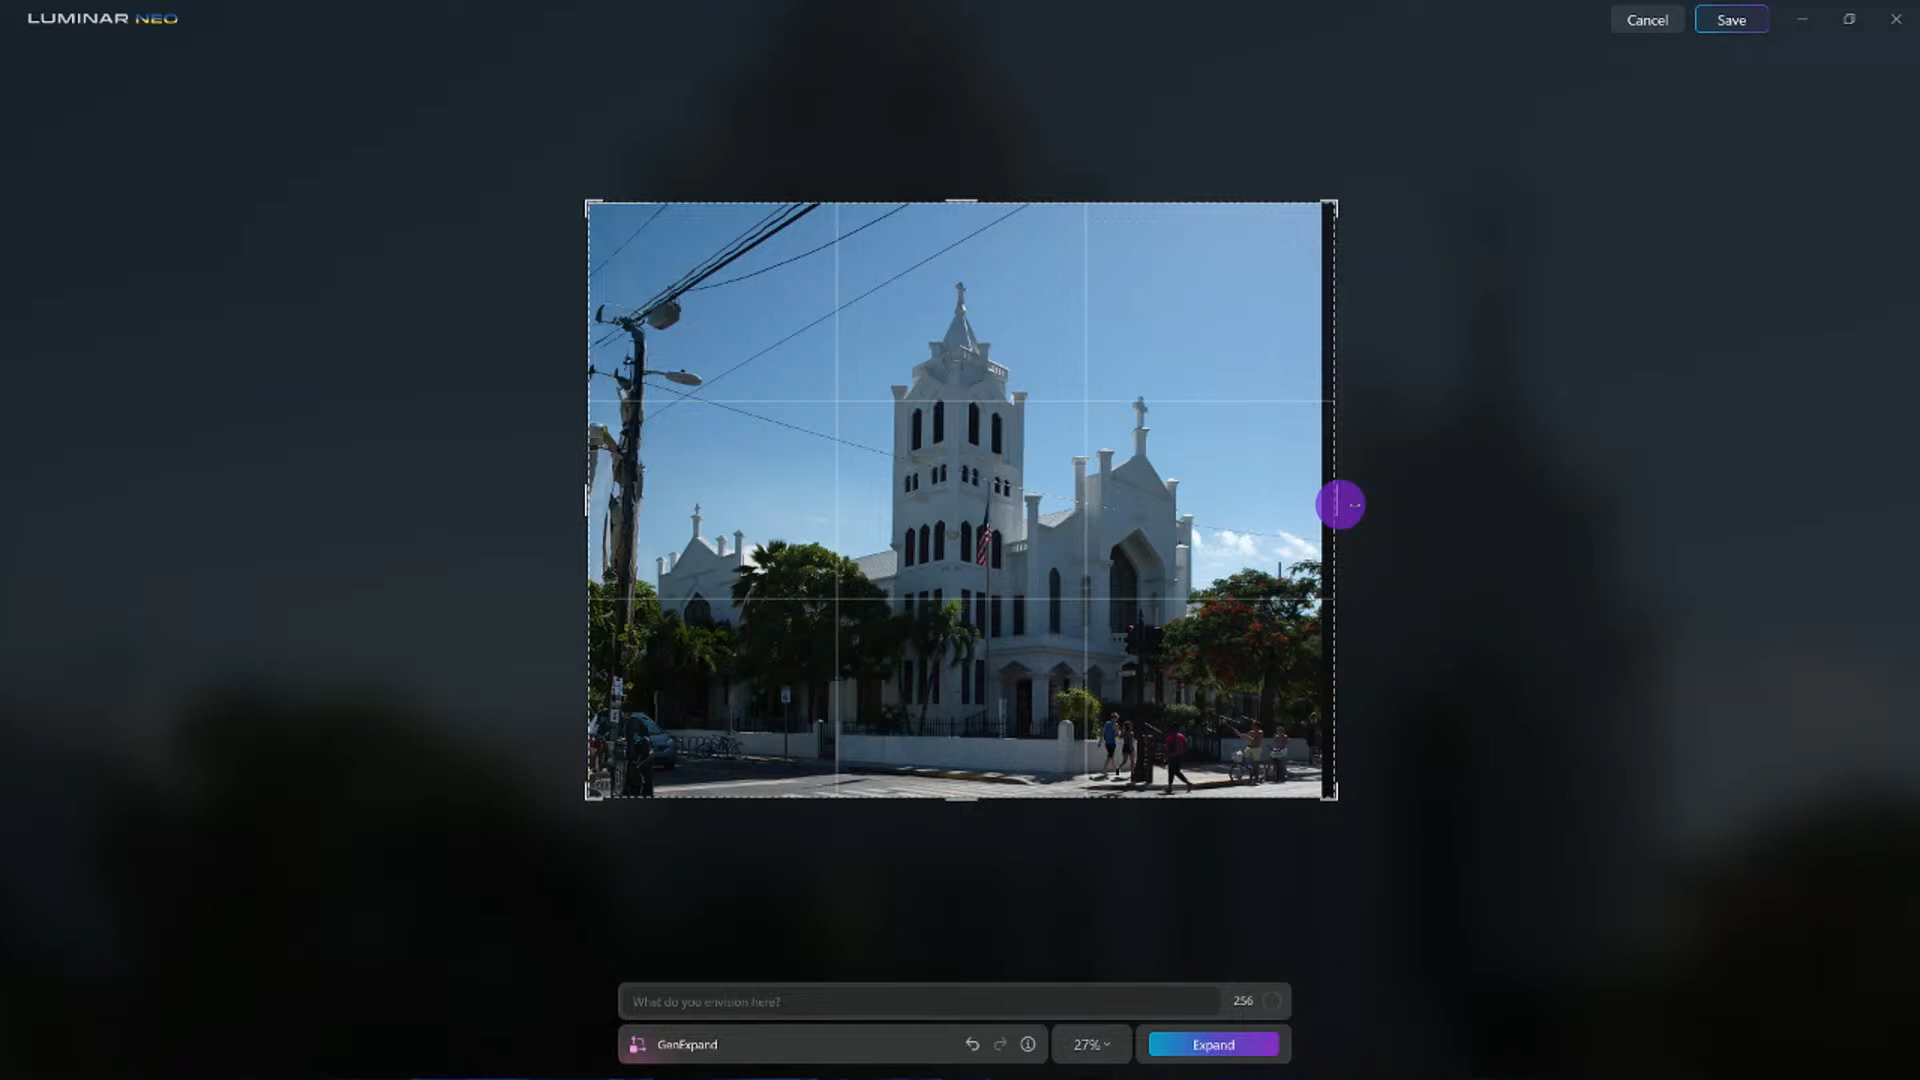 LUMINAR NEO
Cancel
Save
What do you envision here?
256
GenExpand
27%
Expand